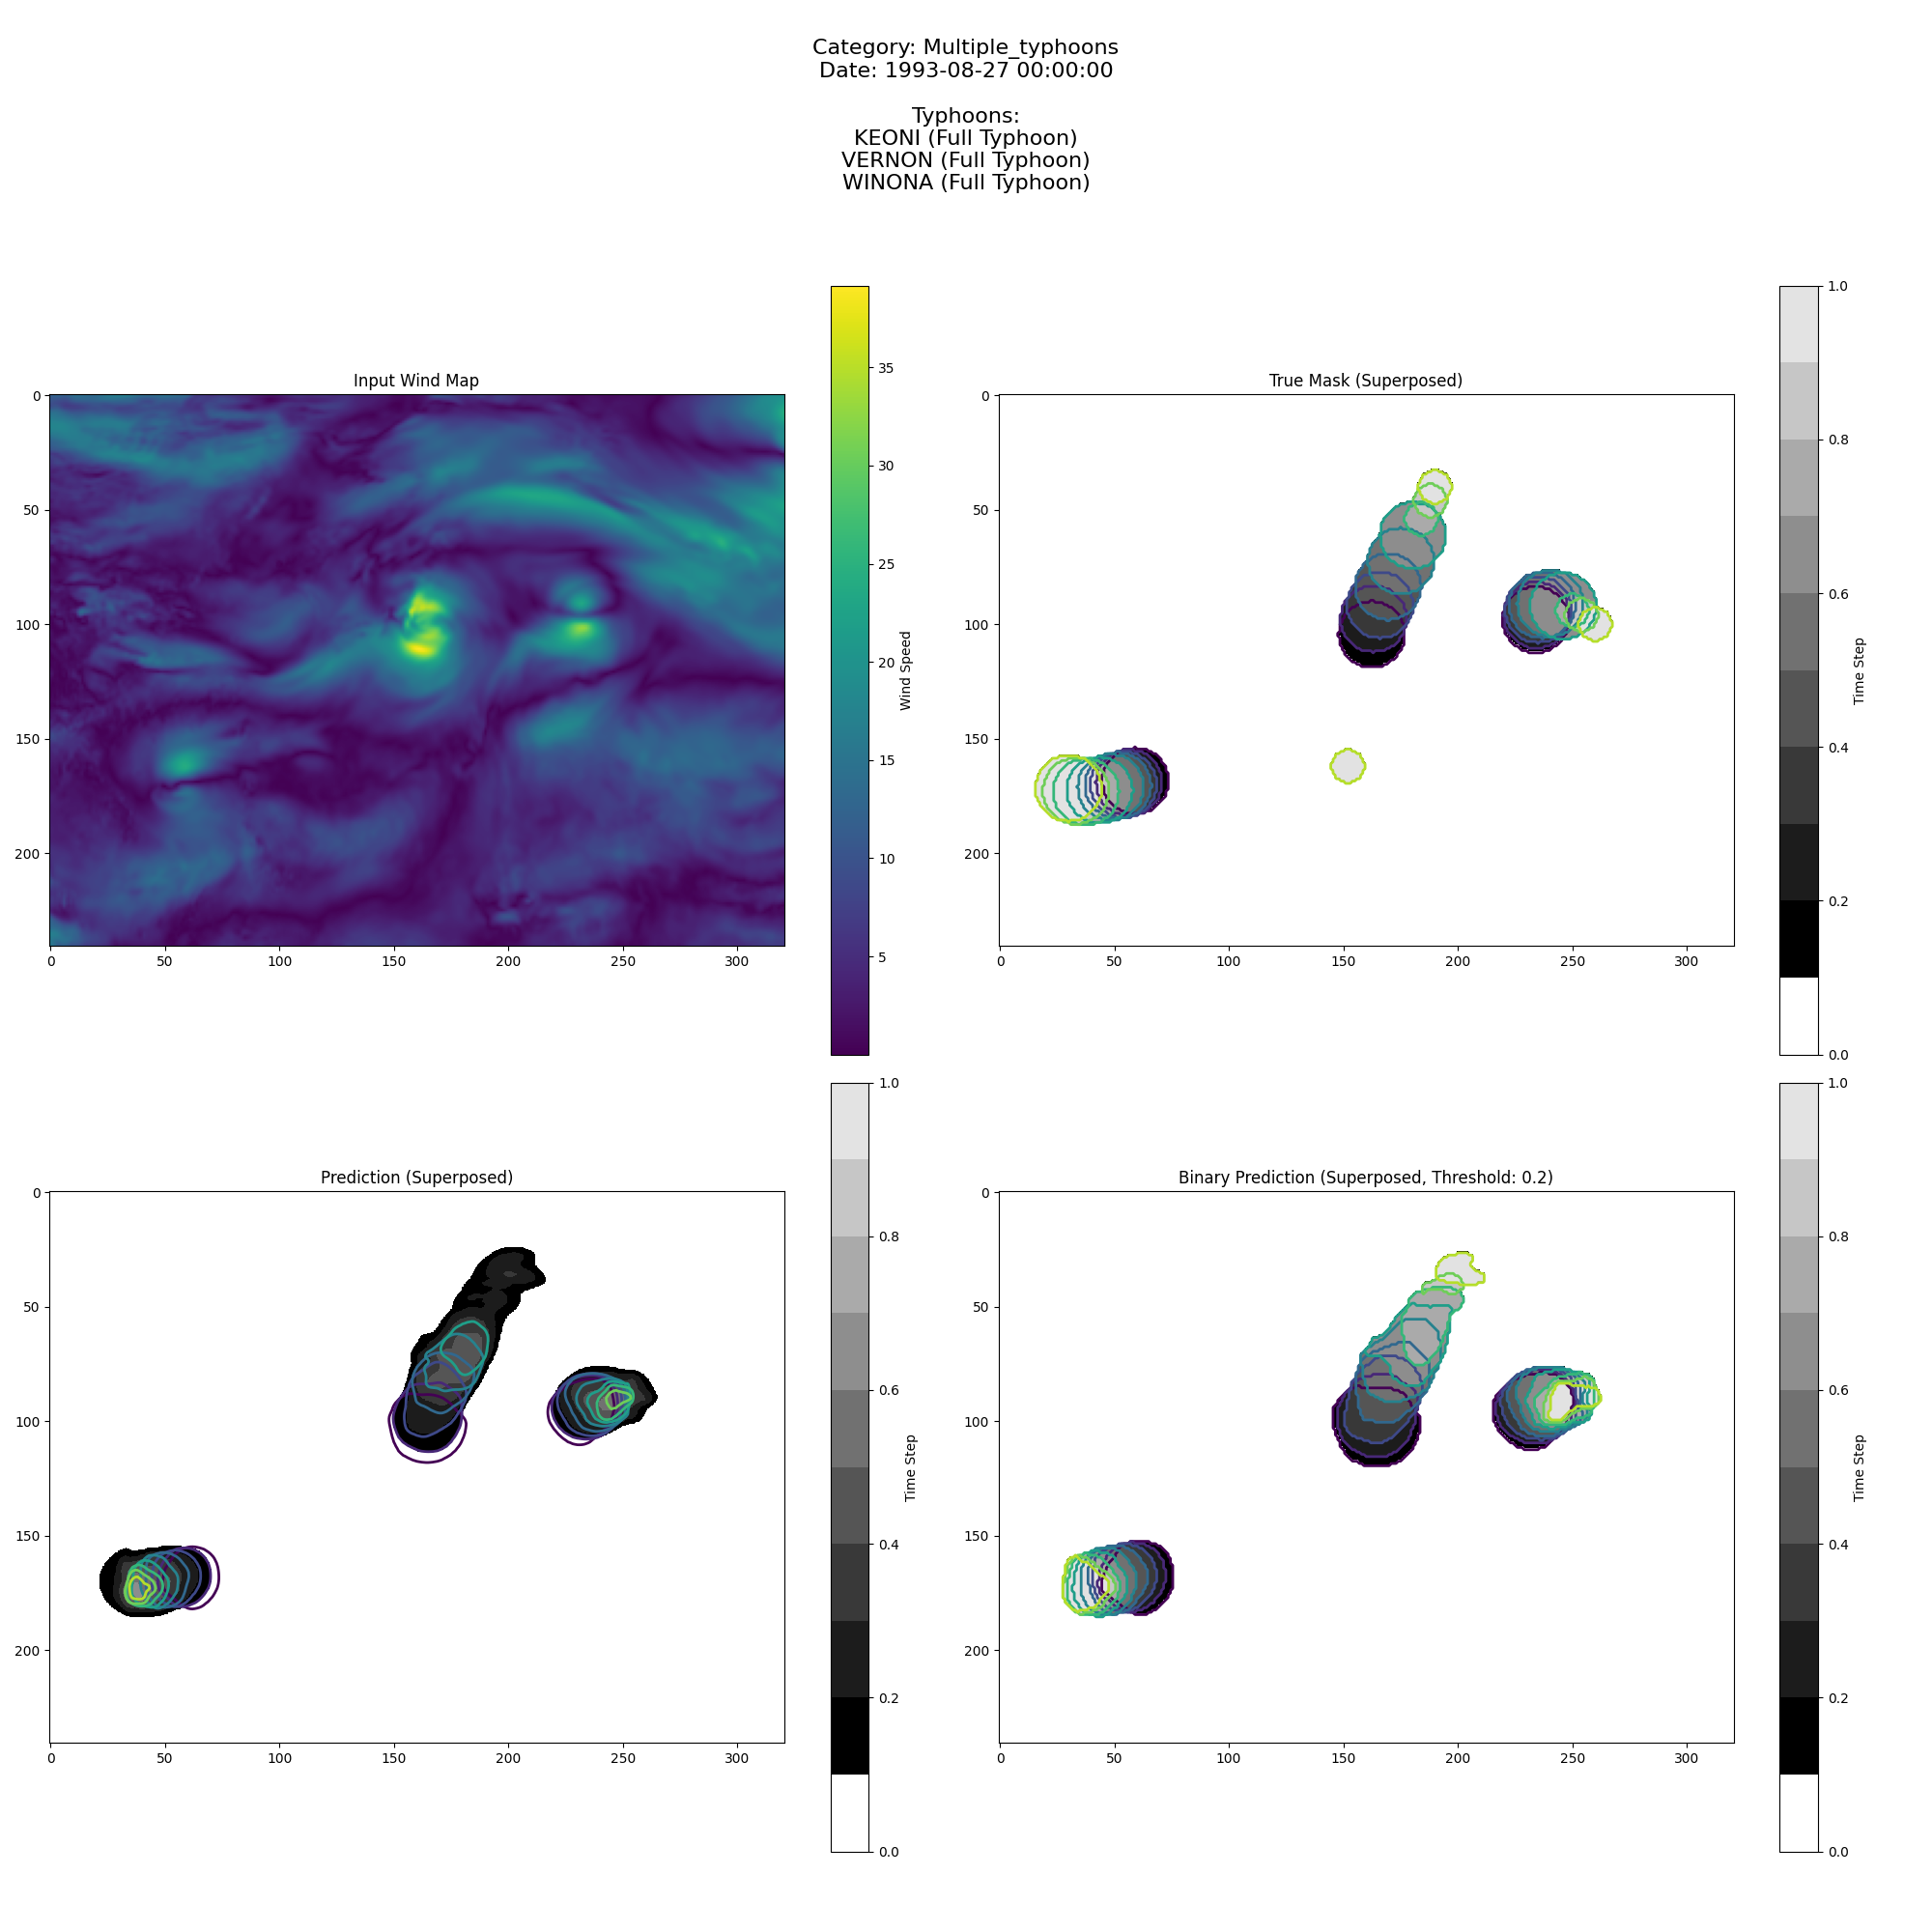 Category: Multiple_typhoons
Date: 1993-08-27 00:00:00
Typhoons:
KEONI (Full Typhoon)
VERNON (Full Typhoon)
WINONA (Full Typhoon)
Input Wind Map
0
50
100
150
200
0 50 100 150 200 250 300
35
30
25
20
15
10
5
Wind Speed
True Mask (Superposed)
0
50
100
150
200
0 50 100 150 200 250 300
1.0
0.8
0.6
0.4
0.2
0.0
Time Step
Prediction (Superposed)
0
50
100
150
200
0 50 100 150 200 250 300
1.0
0.8
0.6
0.4
0.2
0.0
Time Step
Binary Prediction (Superposed, Threshold: 0.2)
0
50
100
150
200
0 50 100 150 200 250 300
1.0
0.8
0.6
0.4
0.2
0.0
Time Step